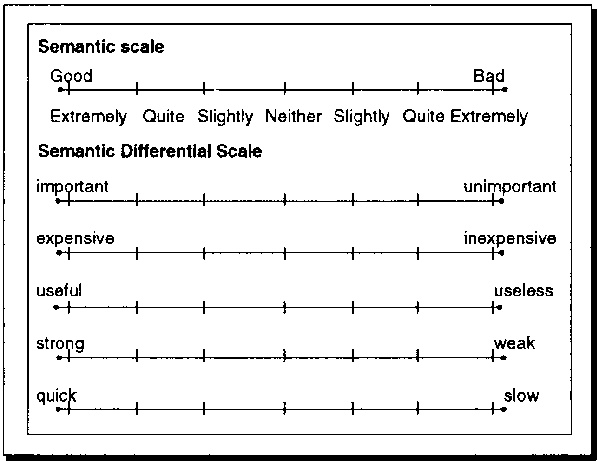 Semantic scale
Good Bad
Extremely Quite Slightly Neither Slightly Quite Extremely
Semantic Differential Scale
important unimportant
expensive inexpensive
useful useless
strong weak
quick slow